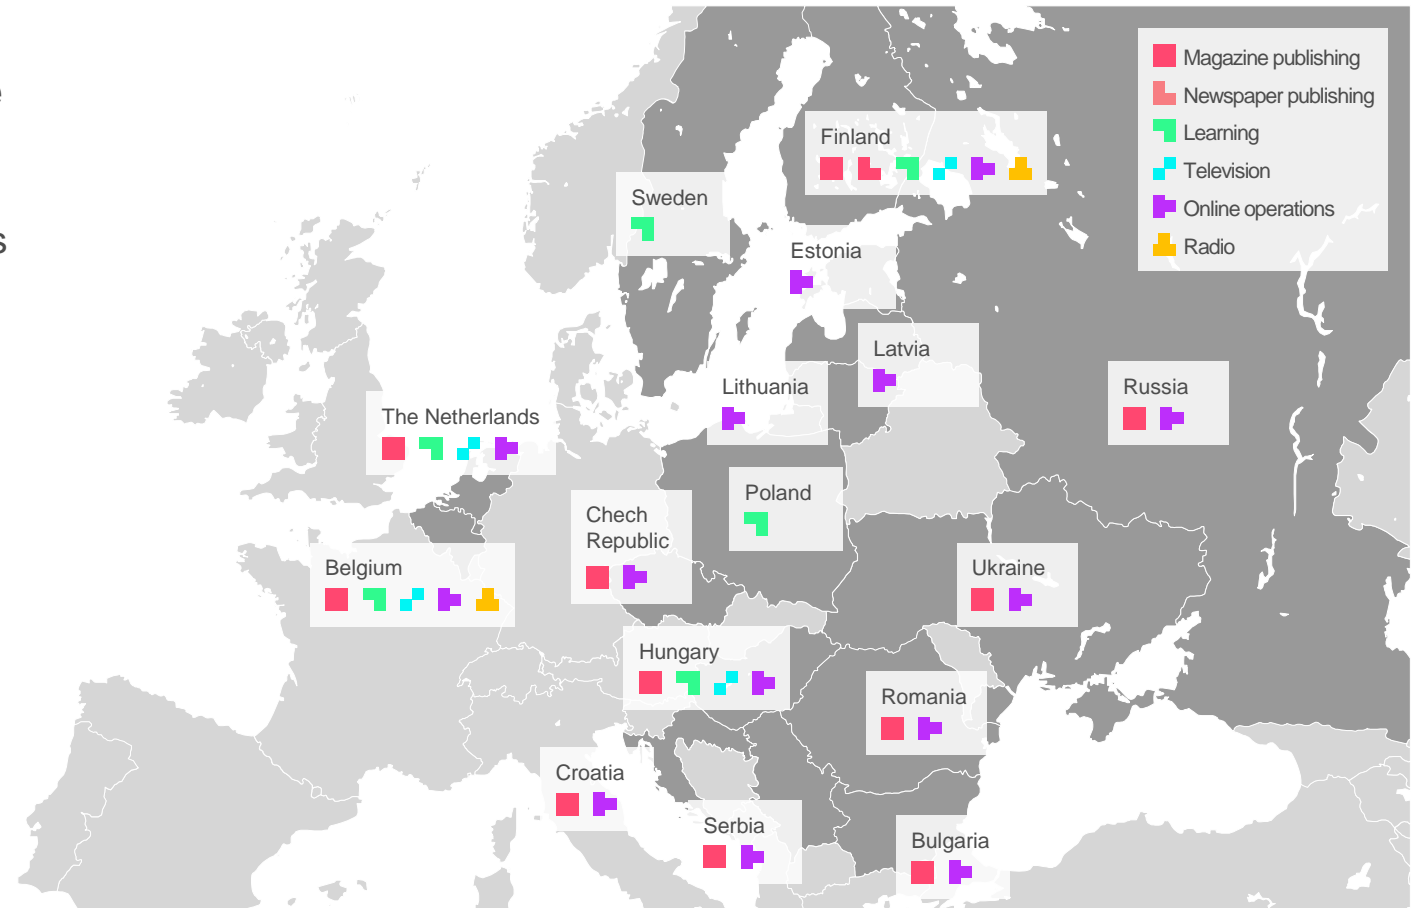 e
s
Magazine publishing
Newspaper publishing
Learning
Television
Online operations
Radio
Finland
Sweden
Estonia
Latvia
Lithuania
Russia
The Netherlands
Poland
Chech
Republic
Belgium
Ukraine
Hungary
Romania
Croatia
Serbia
Bulgaria